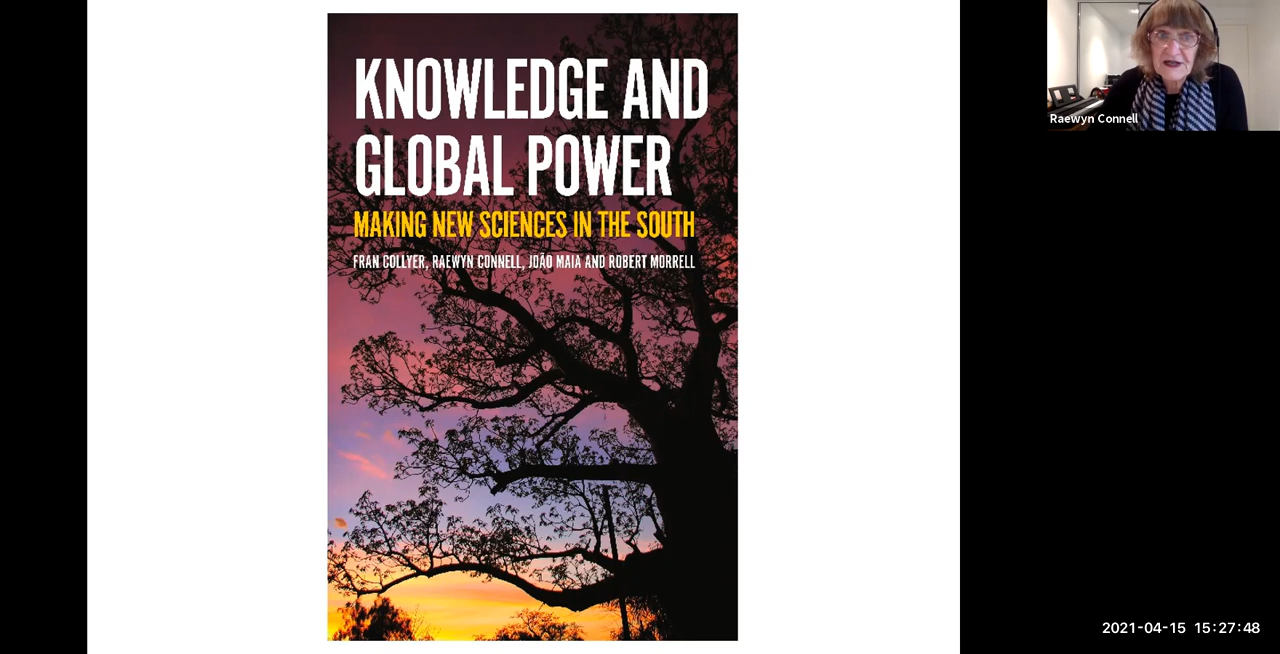 KNOWLEDGE AND
GLOBAL POWER
MAKING NEW SCIENCES IN THE SOUTH
FRAN COLLYER, RAEWYN CONNELL, JOÃO MAIA AND ROBERT MORRELL
Raewyn Connell
2021-04-15 15:27:48